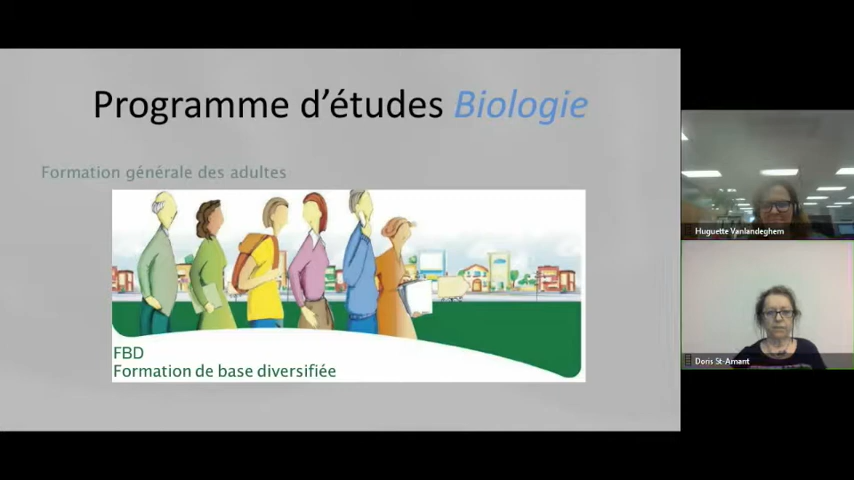 Programme d'études Biologie
Formation générale des adultes
FBD
Formation de base diversifiée
Huguette Vanlandeghem
Doris St-Amant